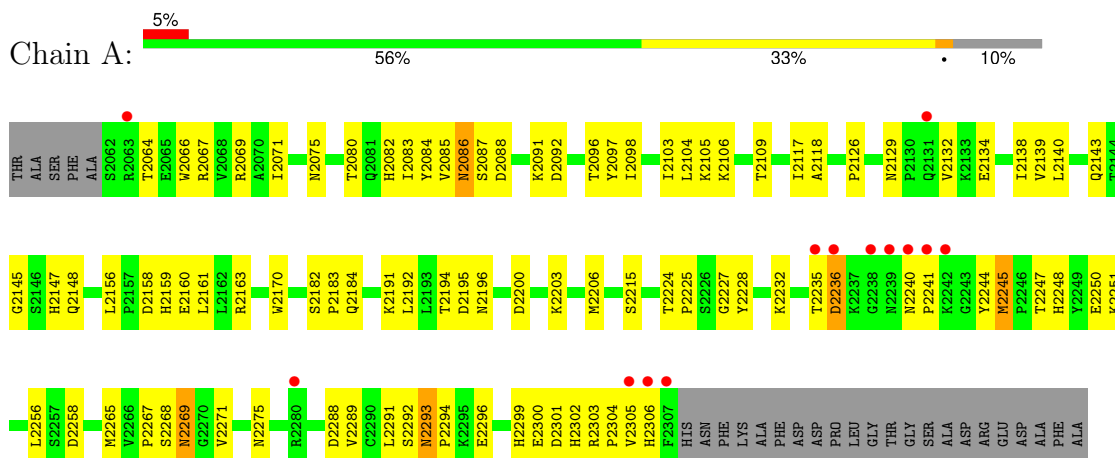 5%
Chain A:
56% 33% • 10%
THR ALA SER PHE ALA S2062 R2063 T2064 E2065 W2066 R2067 V2068 R2069 A2070 I2071 N2075 T2080 Q2081 H2082 I2083 Y2084 V2085 N2086 S2087 D2088 K2091 D2092 T2096 Y2097 I2098 I2103 L2104 K2105 K2106 T2109 I2117 A2118 P2126 N2129 P2130 Q2131 V2132 K2133 E2134 I2138 V2139 L2140 Q2143 T2144
G2145 S2146 H2147 Q2148 L2156 P2157 D2158 H2159 E2160 L2161 L2162 R2163 W2170 S2182 P2183 Q2184 K2191 L2192 L2193 T2194 D2195 N2196 D2200 K2203 M2206 S2215 T2224 P2225 S2226 G2227 Y2228 K2232 T2235 D2236 K2237 G2238 N2239 N2240 P2241 K2242 G2243 Y2244 M2245 P2246 T2247 H2248 Y2249 E2250 K2251
L2256 S2257 D2258 M2265 V2266 P2267 S2268 N2269 G2270 V2271 N2275 R2280 D2288 V2289 C2290 L2291 S2292 N2293 P2294 K2295 E2296 H2299 E2300 D2301 H2302 R2303 P2304 V2305 H2306 F2307 HIS ASN PHE LYS ALA PHE ASP ASP PRO LEU GLY THR GLY SER ALA ASP ARG GLU ASP ALA PHE ALA